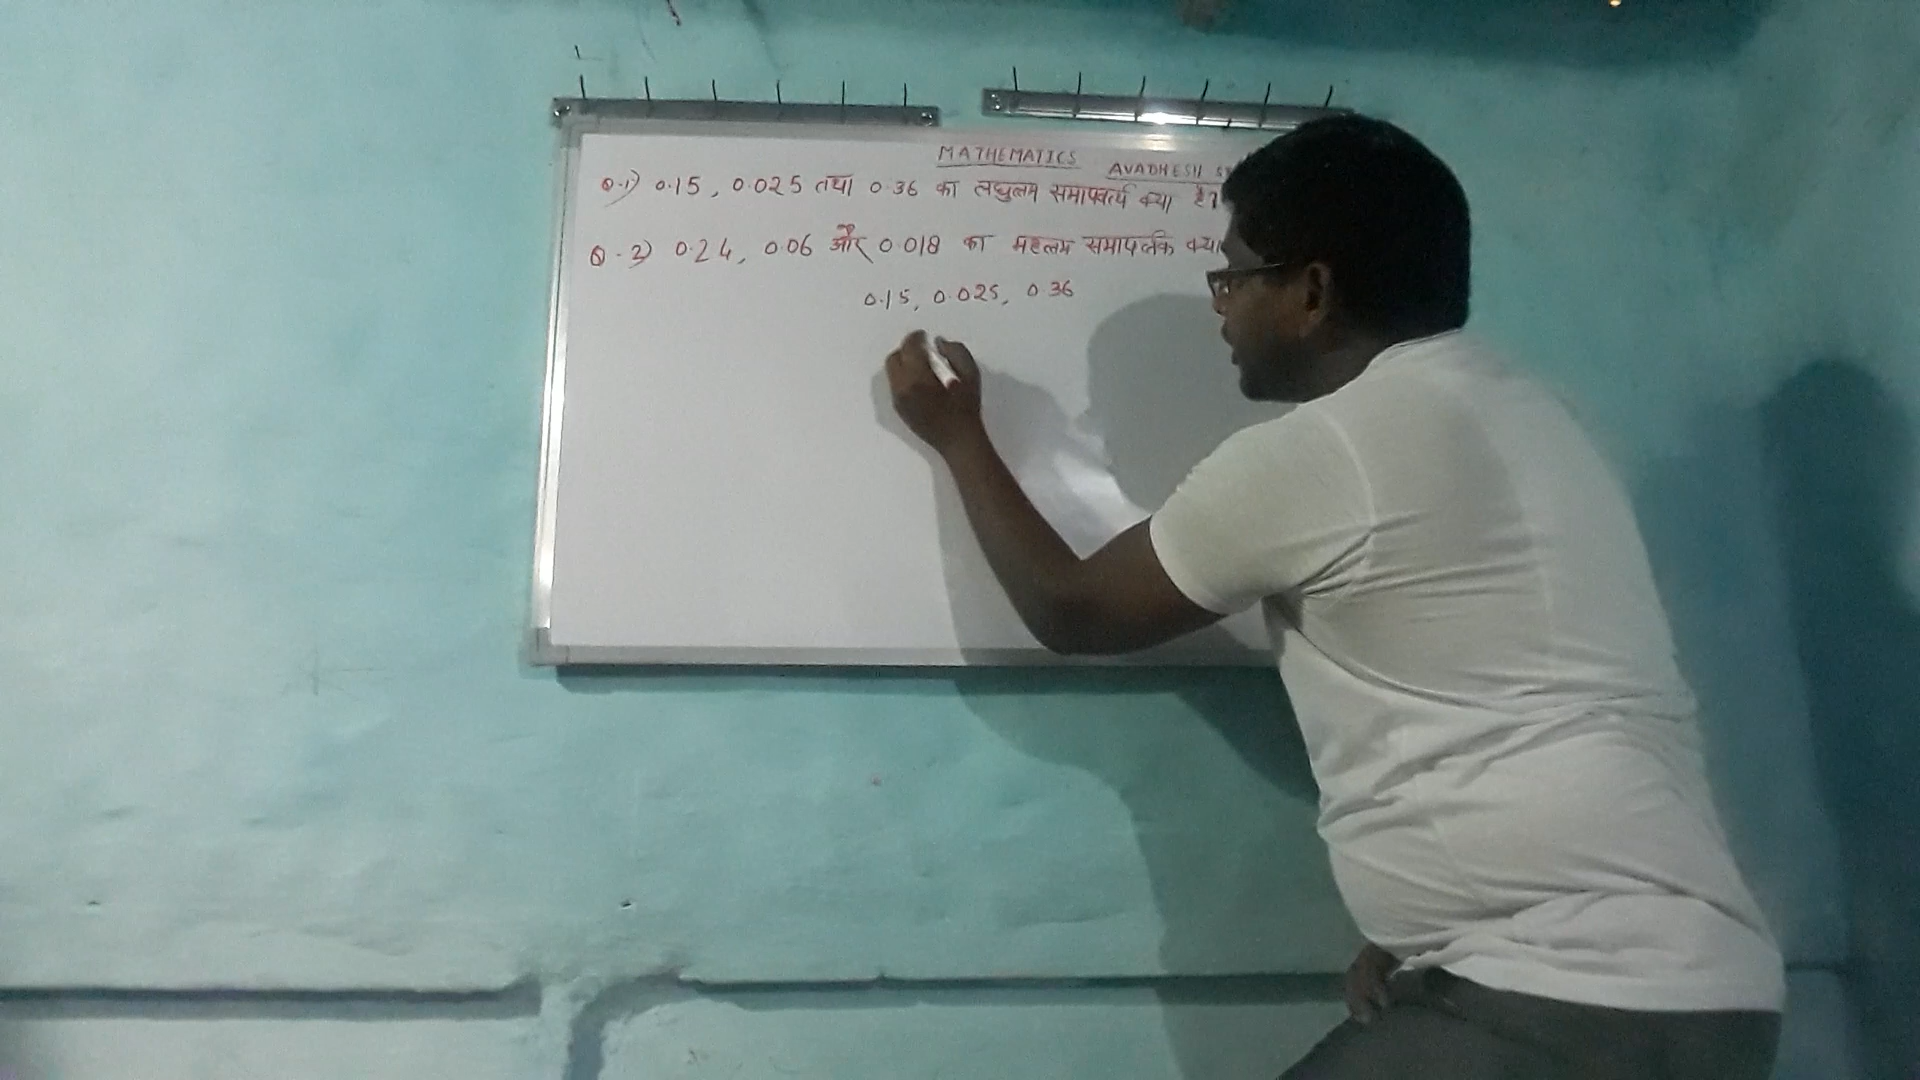 MATHEMATICS AVADHESH
Q.1) 0.15, 0.025 तथा 0.36 का लघुत्तम समापवर्त्य क्या है?
Q.2) 0.24, 0.06 और 0.018 का महत्तम समापवर्तक क्या
0.15, 0.025, 0.36